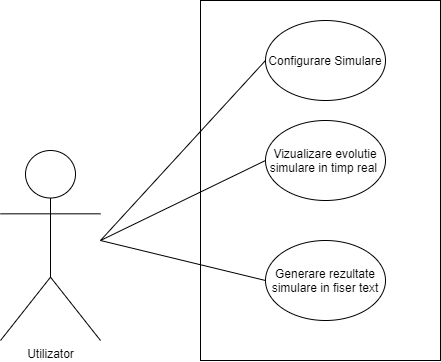 Configurare Simulare
Vizualizare evolutie
simulare in timp real
Generare rezultate
simulare in fiser text
Utilizator